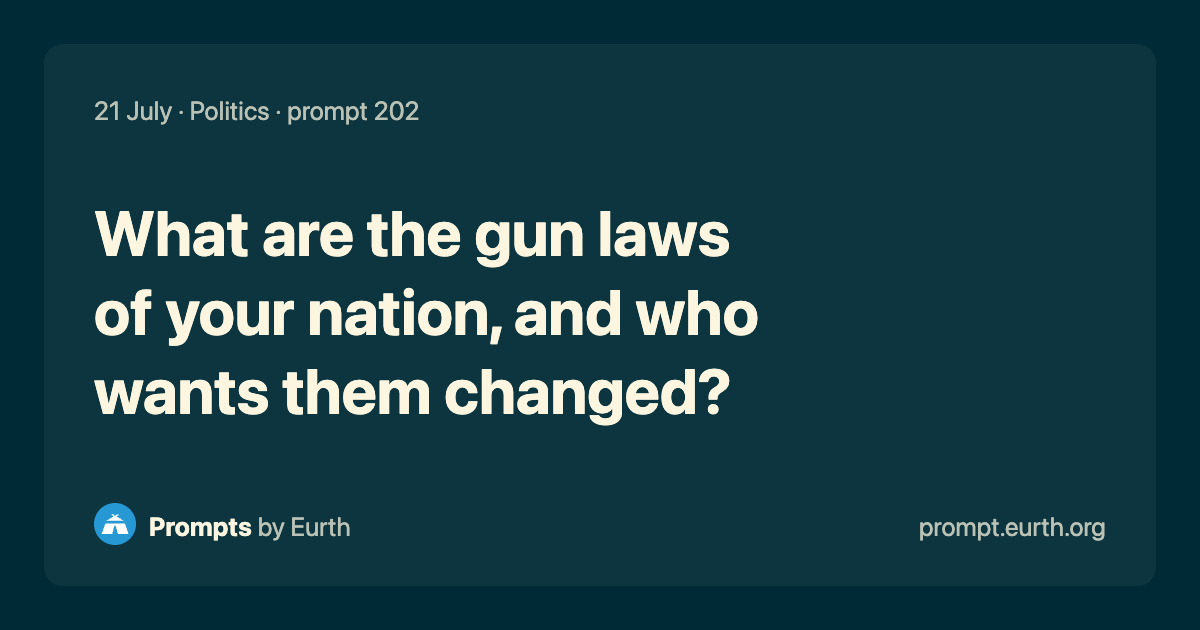 21 July · Politics · prompt 202
What are the gun laws
of your nation, and who
wants them changed?
Prompts by Eurth
prompt.eurth.org